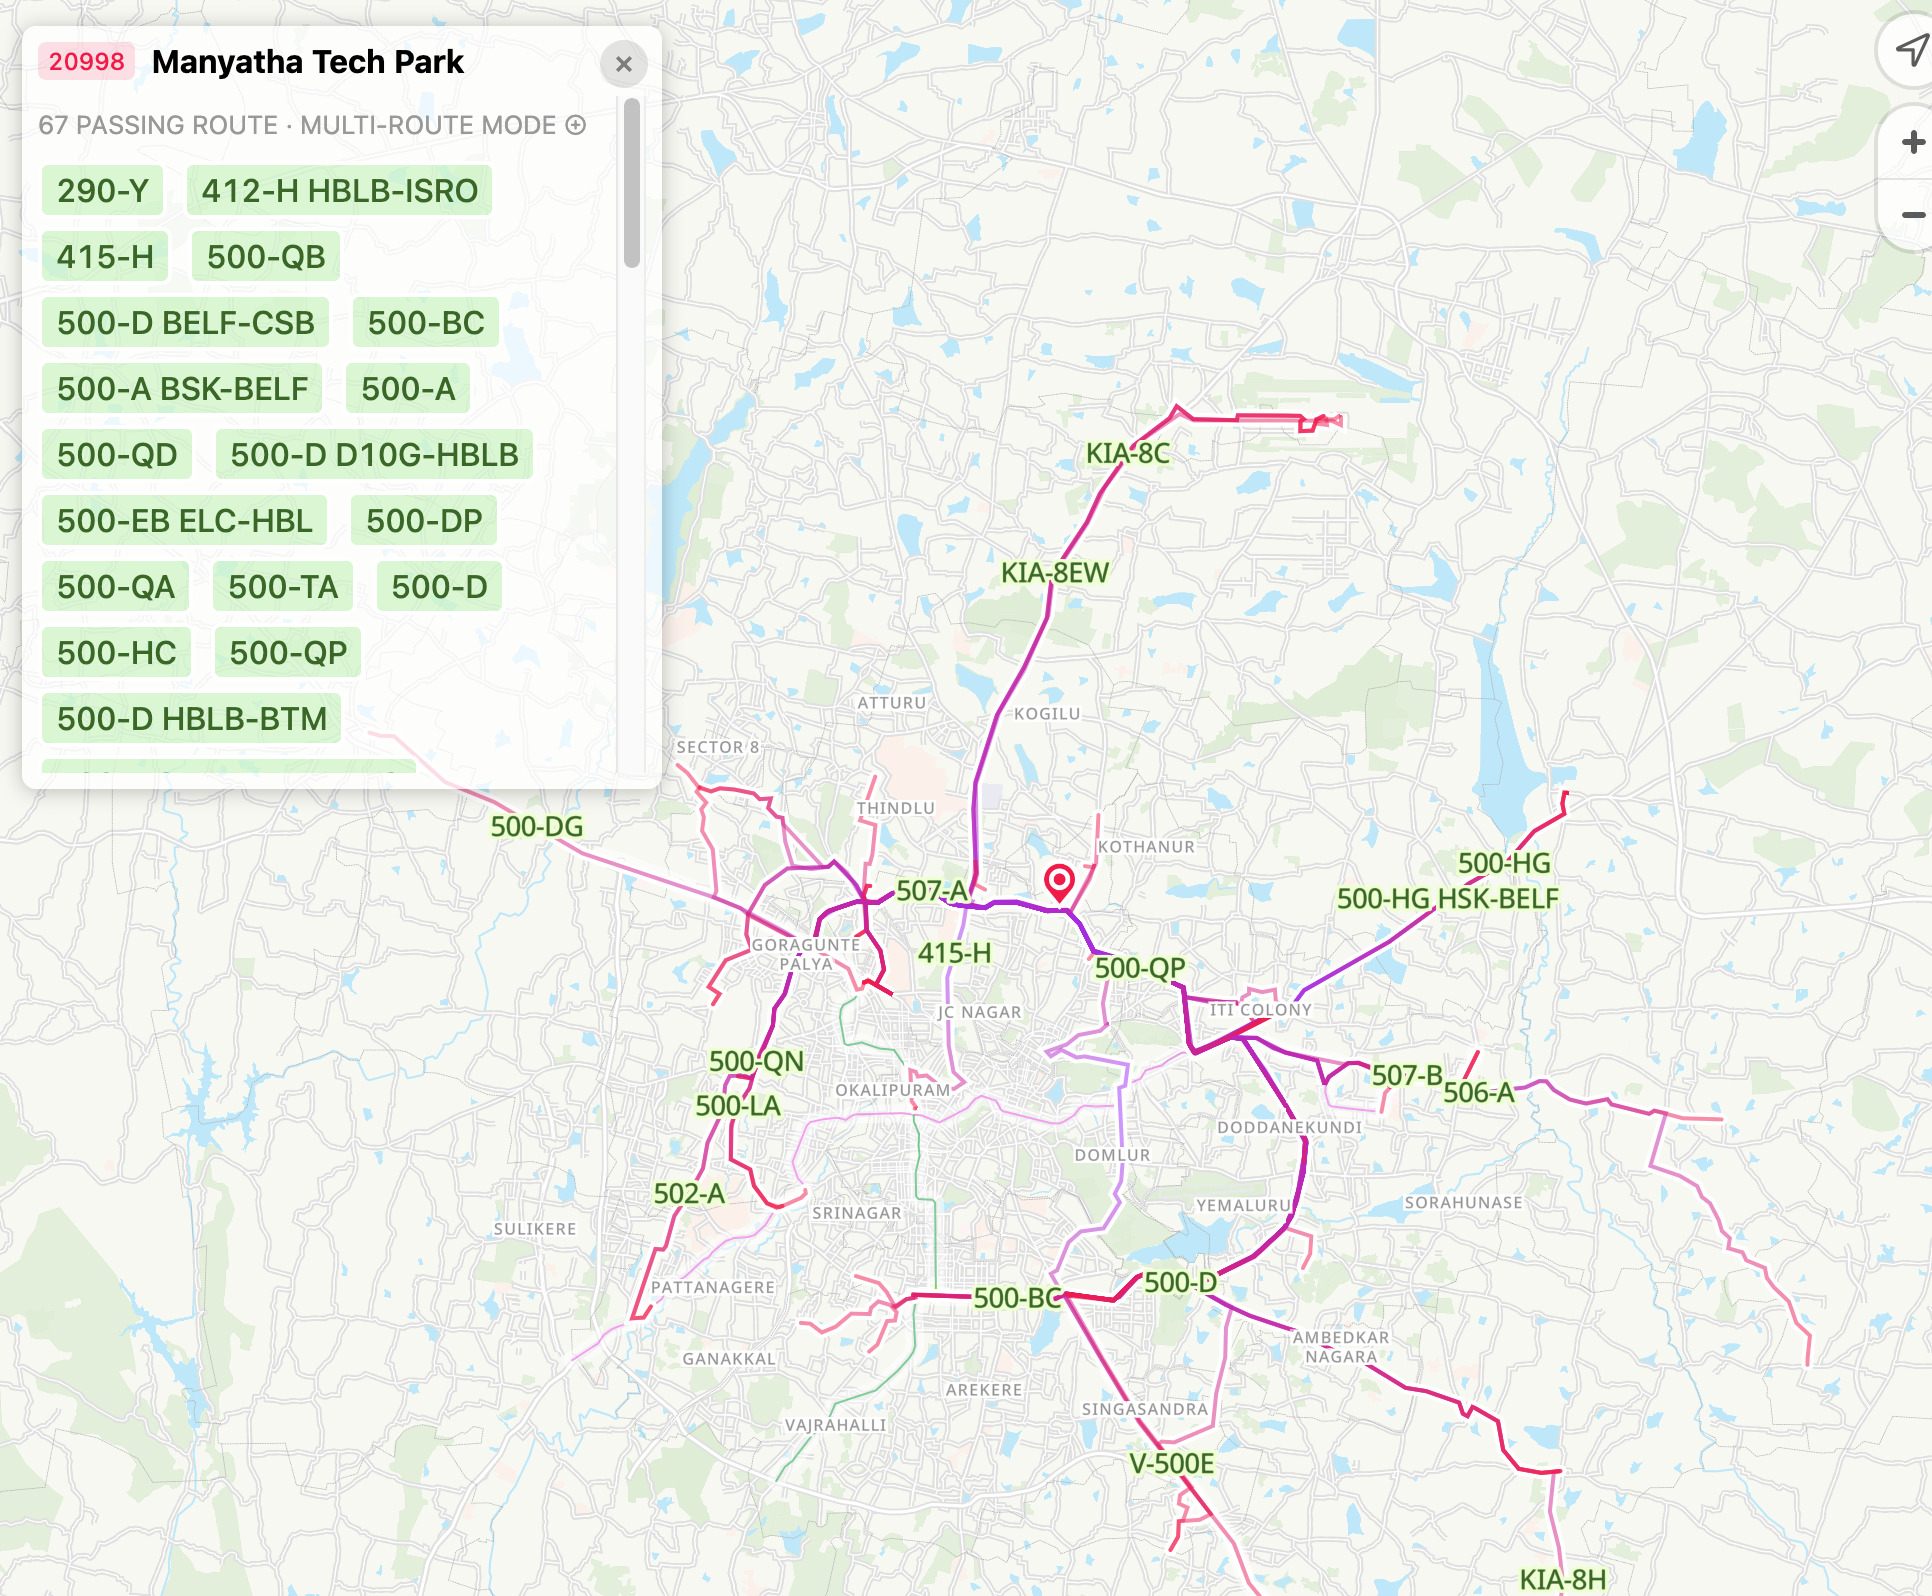 20998 Manyatha Tech Park
67 PASSING ROUTE · MULTI-ROUTE MODE
290-Y 412-H HBLB-ISRO
415-H 500-QB
500-D BELF-CSB 500-BC
500-A BSK-BELF 500-A
500-QD 500-D D10G-HBLB
500-EB ELC-HBL 500-DP
500-QA 500-TA 500-D
500-HC 500-QP
500-D HBLB-BTM
KIA-8C
KIA-8EW
ATTURU
KOGILU
SECTOR 8
THINDLU
500-DG
KOTHANUR
500-HG
507-A
500-HG HSK-BELF
GORAGUNTE
PALYA
415-H
500-QP
JC NAGAR
ITI COLONY
500-QN
507-B
OKALIPURAM
506-A
500-LA
DODDANEKUNDI
DOMLUR
502-A
SRINAGAR
YEMALURU
SORAHUNASE
SULIKERE
PATTANAGERE
500-D
500-BC
AMBEDKAR
NAGARA
GANAKKAL
AREKERE
SINGASANDRA
VAJRAHALLI
V-500E
KIA-8H